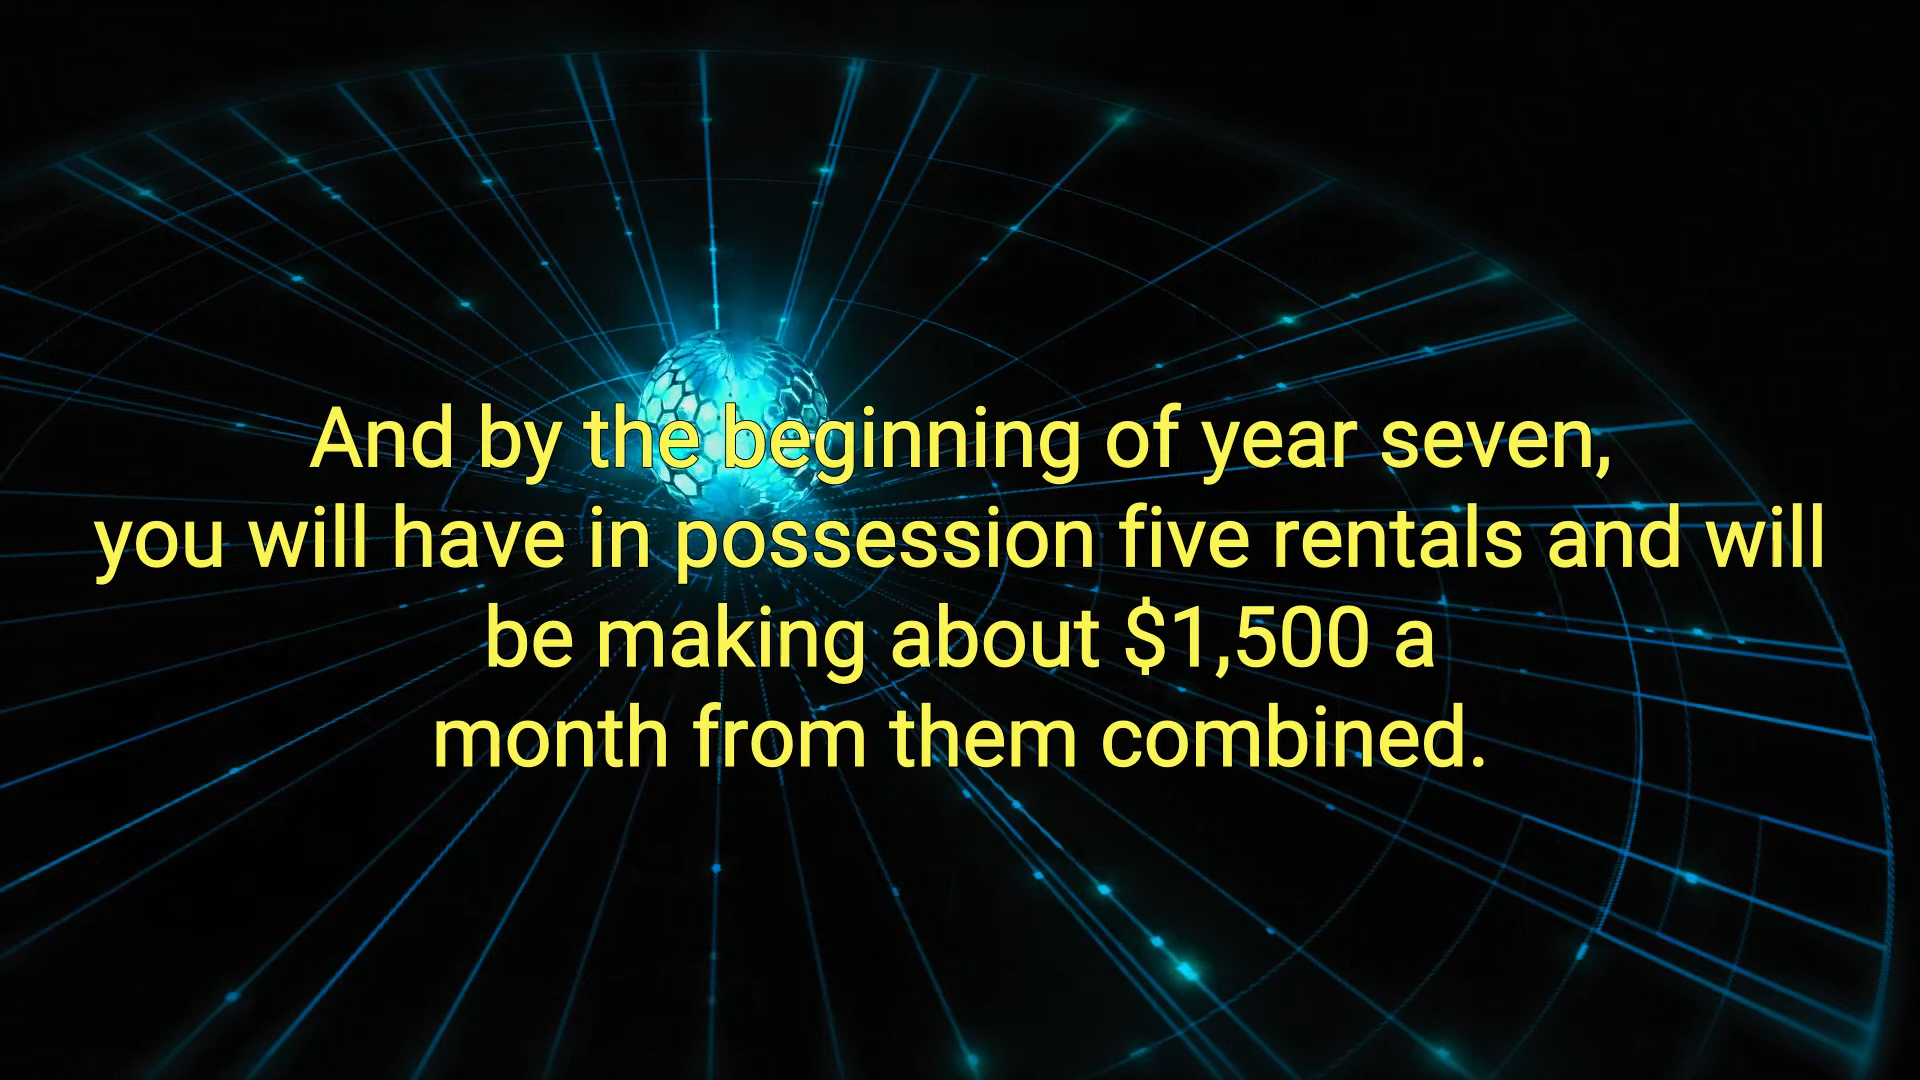 And by the beginning of year seven,
you will have in possession five rentals and will
be making about $1,500 a
month from them combined.